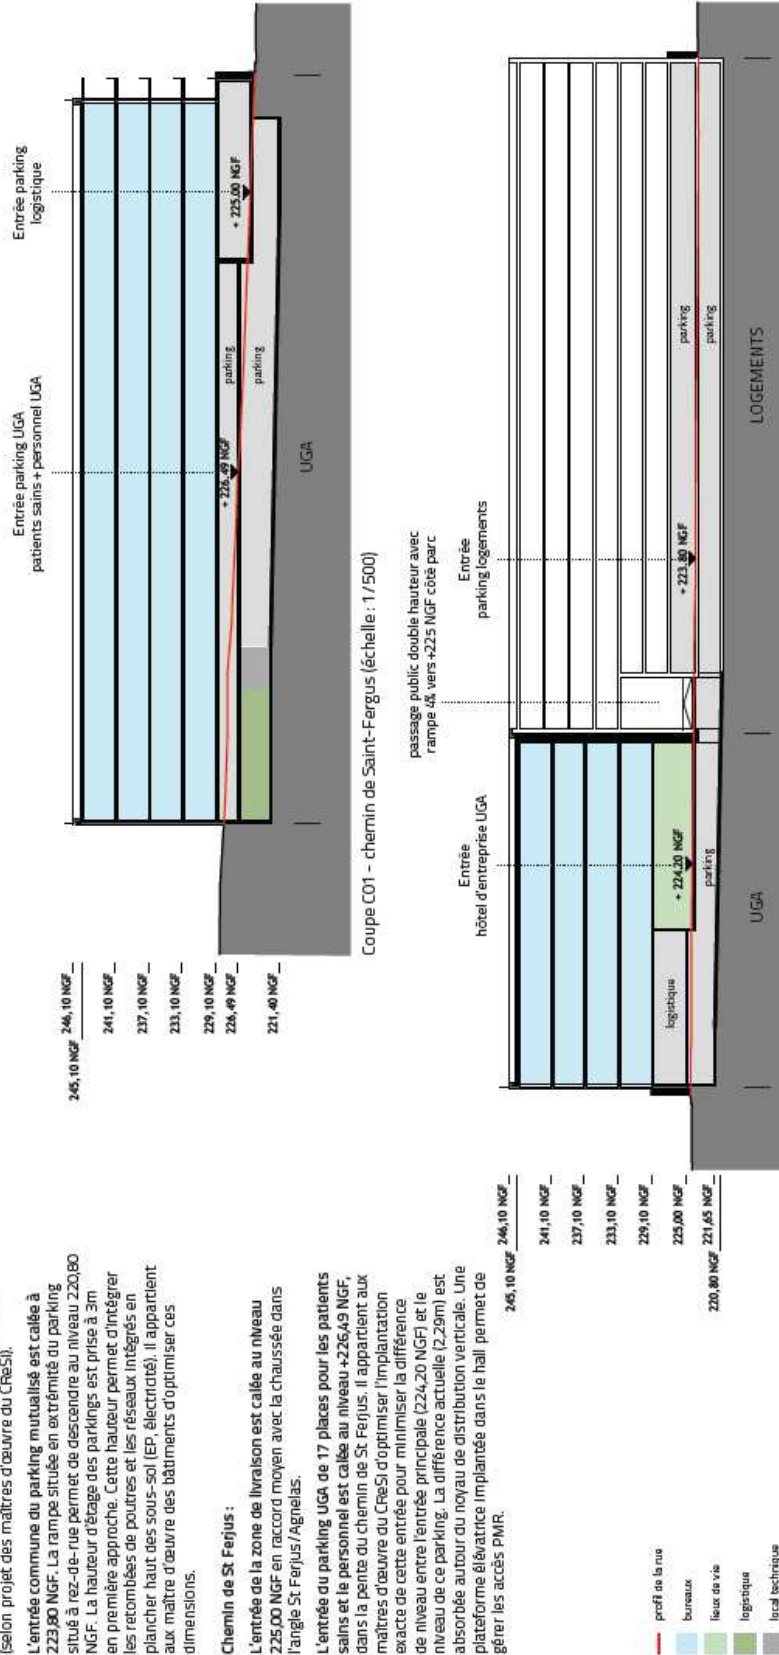 (selon projet des maîtres d'œuvre du CReSI).
L'entrée commune du parking mutualisé est calée à
223,80 NGF. La rampe située en extrémité du parking
situé à rez-de-rue permet de descendre au niveau 220,80
NGF. La hauteur d'étage des parkings est prise à 3m
en première approche. Cette hauteur permet d'intégrer
les retombées de poutres et les réseaux intégrés en
plancher haut des sous-sol (EP, électricité). Il appartient
aux maître d'œuvre des bâtiments d'optimiser ces
dimensions.
Chemin de St Ferjus :
L'entrée de la zone de livraison est calée au niveau
225,00 NGF en raccord moyen avec la chaussée dans
l'angle St Ferjus/Agnelas.
L'entrée du parking UGA de 17 places pour les patients
sains et le personnel est calée au niveau +226,49 NGF,
dans la pente du chemin de St Ferjus. Il appartient aux
maîtres d'œuvre du CReSI d'optimiser l'implantation
exacte de cette entrée pour minimiser la différence
de niveau entre l'entrée principale (224,20 NGF) et le
niveau de ce parking. La différence actuelle (2,29m) est
absorbée autour du noyau de distribution verticale. Une
plateforme élévatrice implantée dans le hall permet de
gérer les accès PMR.
profil de la rue
bureaux
lieux de vie
logistique
local technique
Entrée parking UGA
patients sains + personnel UGA
Entrée parking
logistique
245,10 NGF
246,10 NGF
241,10 NGF
237,10 NGF
233,10 NGF
229,10 NGF
226,49 NGF
221,40 NGF
+ 226,49 NGF
parking
parking
+ 225,00 NGF
UGA
Coupe C01 - chemin de Saint-Fergus (échelle : 1/500)
passage public double hauteur avec
rampe 4% vers +225 NGF côté parc
Entrée
hôtel d'entreprise UGA
Entrée
parking logements
245,10 NGF
246,10 NGF
241,10 NGF
237,10 NGF
233,10 NGF
229,10 NGF
225,00 NGF
221,65 NGF
220,80 NGF
logistique
+ 224,20 NGF
parking
+ 223,80 NGF
parking
parking
UGA
LOGEMENTS